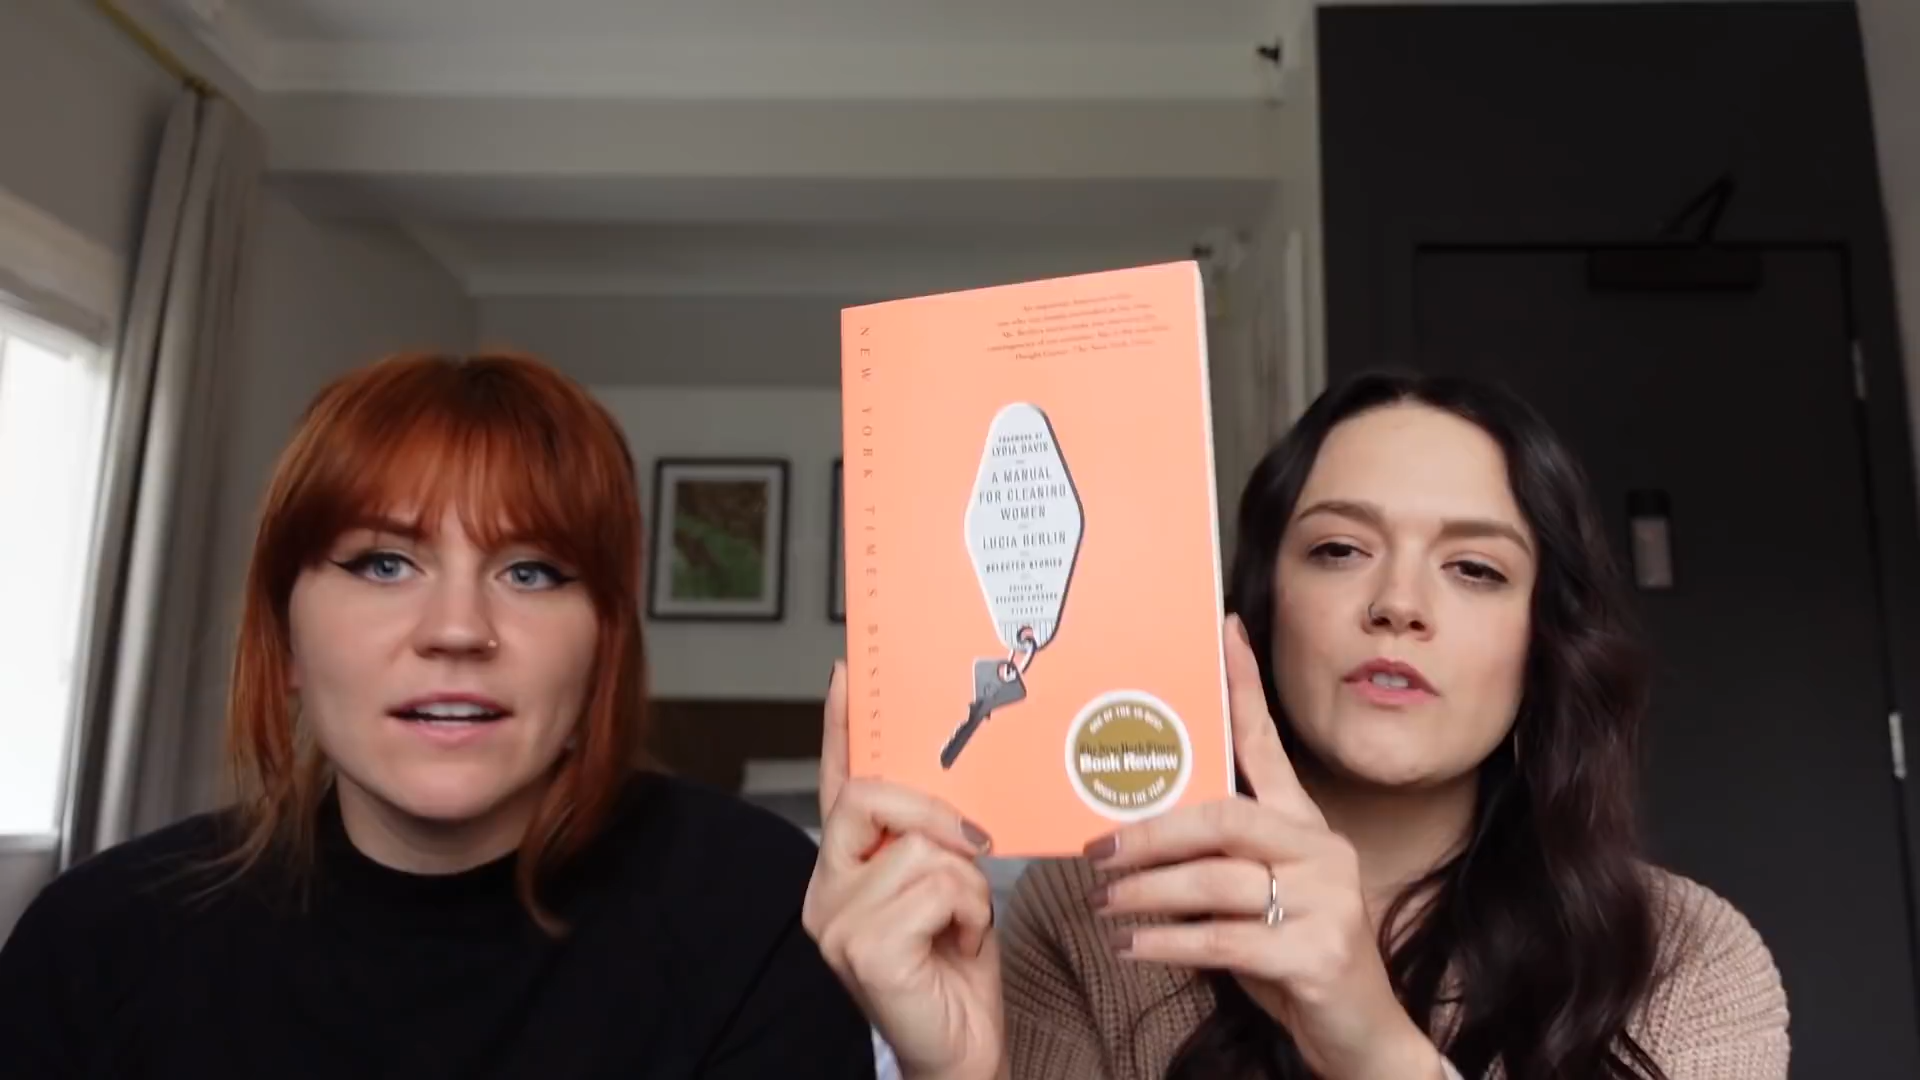 NEW YORK TIMES BESTSEL
FOREWORD BY
LYDIA DAVIS
A MANUAL
FOR CLEANING
WOMEN
LUCIA BERLIN
SELECTED STORIES
EDITED BY
STEPHEN EMERSON
PICADOR
ONE OF THE 10 BEST
The New York Times
Book Review
BOOKS OF THE YEAR